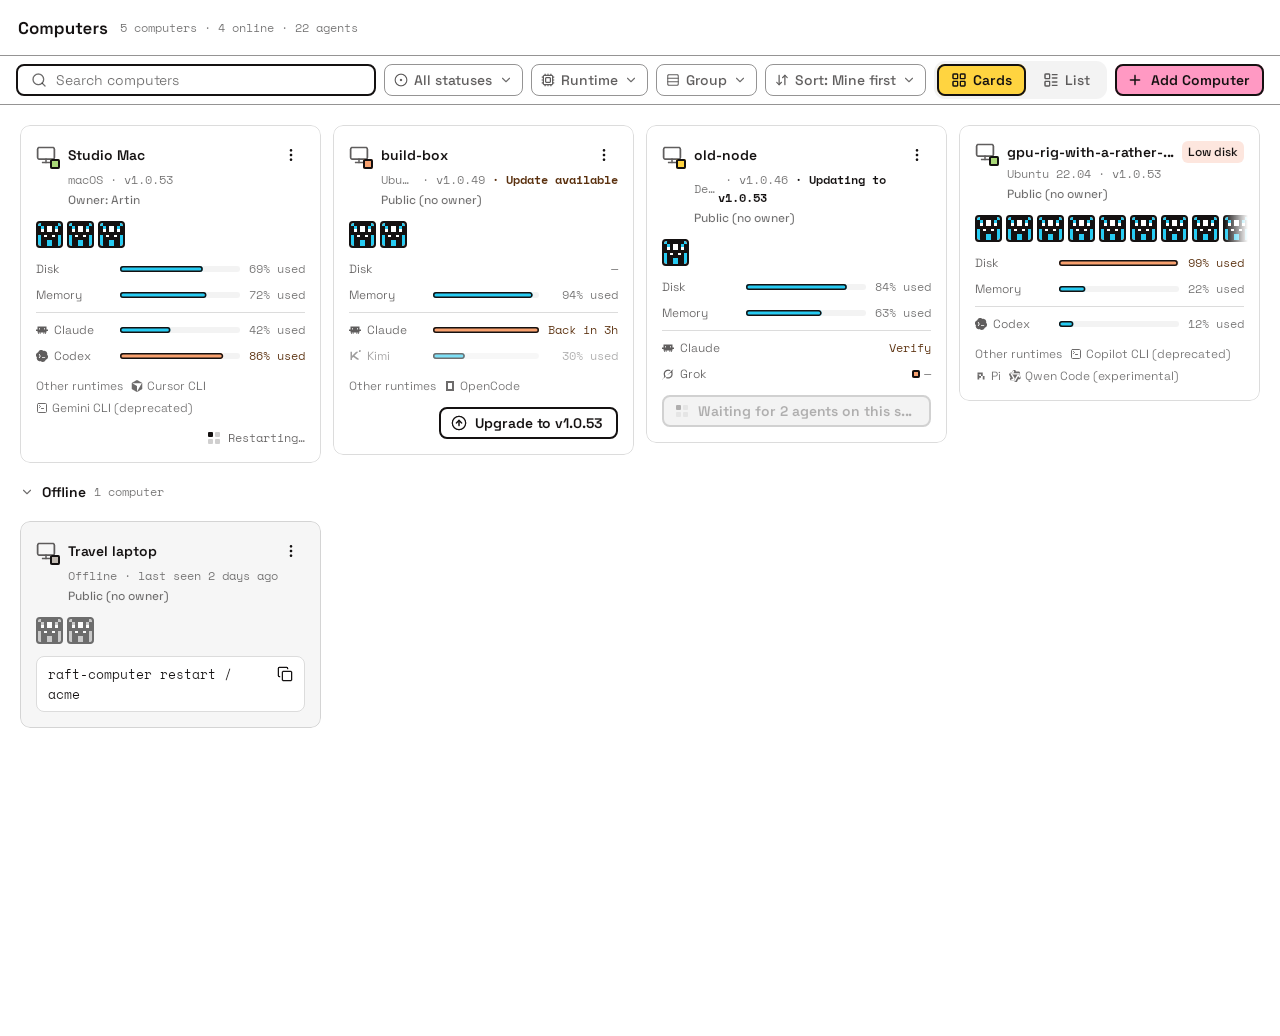 Computers 5 computers · 4 online · 22 agents
Search computers
All statuses
Runtime
Group
Sort: Mine first
Cards
List
+ Add Computer
Studio Mac
macOS · v1.0.53
Owner: Artin
Disk 69% used
Memory 72% used
Claude 42% used
Codex 86% used
Other runtimes Cursor CLI
Gemini CLI (deprecated)
Restarting…
build-box
Ubu… · v1.0.49 · Update available
Public (no owner)
Disk —
Memory 94% used
Claude Back in 3h
Kimi 30% used
Other runtimes OpenCode
Upgrade to v1.0.53
old-node
De… · v1.0.46 · Updating to
v1.0.53
Public (no owner)
Disk 84% used
Memory 63% used
Claude Verify
Grok —
Waiting for 2 agents on this s…
gpu-rig-with-a-rather-… Low disk
Ubuntu 22.04 · v1.0.53
Public (no owner)
Disk 99% used
Memory 22% used
Codex 12% used
Other runtimes Copilot CLI (deprecated)
Pi Qwen Code (experimental)
Offline 1 computer
Travel laptop
Offline · last seen 2 days ago
Public (no owner)
raft-computer restart /
acme